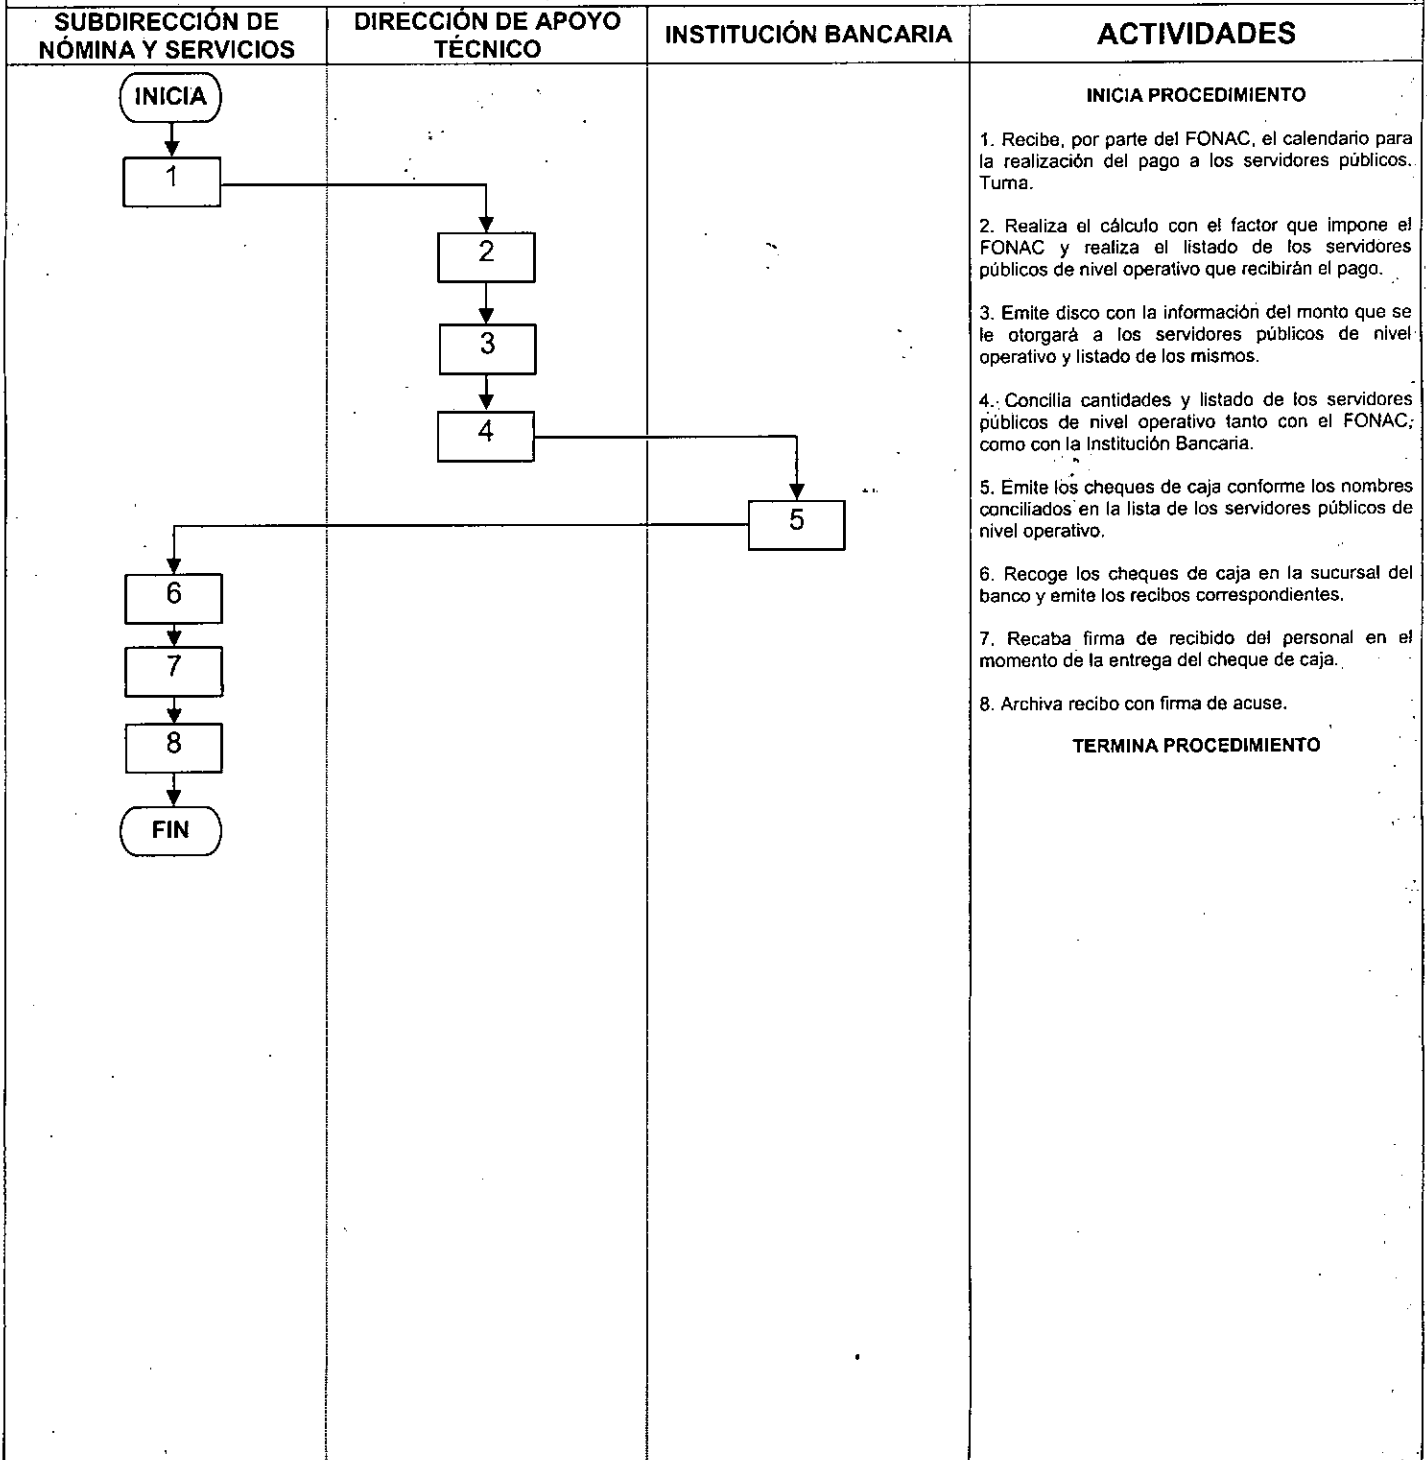 SUBDIRECCIÓN DE
NÓMINA Y SERVICIOS
DIRECCIÓN DE APOYO
TÉCNICO
INSTITUCIÓN BANCARIA
ACTIVIDADES
INICIA
1
2
3
4
5
6
7
8
FIN
INICIA PROCEDIMIENTO
1. Recibe, por parte del FONAC, el calendario para
la realización del pago a los servidores públicos.
Turna.
2. Realiza el cálculo con el factor que impone el
FONAC y realiza el listado de los servidores
públicos de nivel operativo que recibirán el pago.
3. Emite disco con la información del monto que se
le otorgará a los servidores públicos de nivel
operativo y listado de los mismos.
4. Concilia cantidades y listado de los servidores
públicos de nivel operativo tanto con el FONAC,
como con la Institución Bancaria.
5. Emite los cheques de caja conforme los nombres
conciliados en la lista de los servidores públicos de
nivel operativo.
6. Recoge los cheques de caja en la sucursal del
banco y emite los recibos correspondientes.
7. Recaba firma de recibido del personal en el
momento de la entrega del cheque de caja.
8. Archiva recibo con firma de acuse.
TERMINA PROCEDIMIENTO